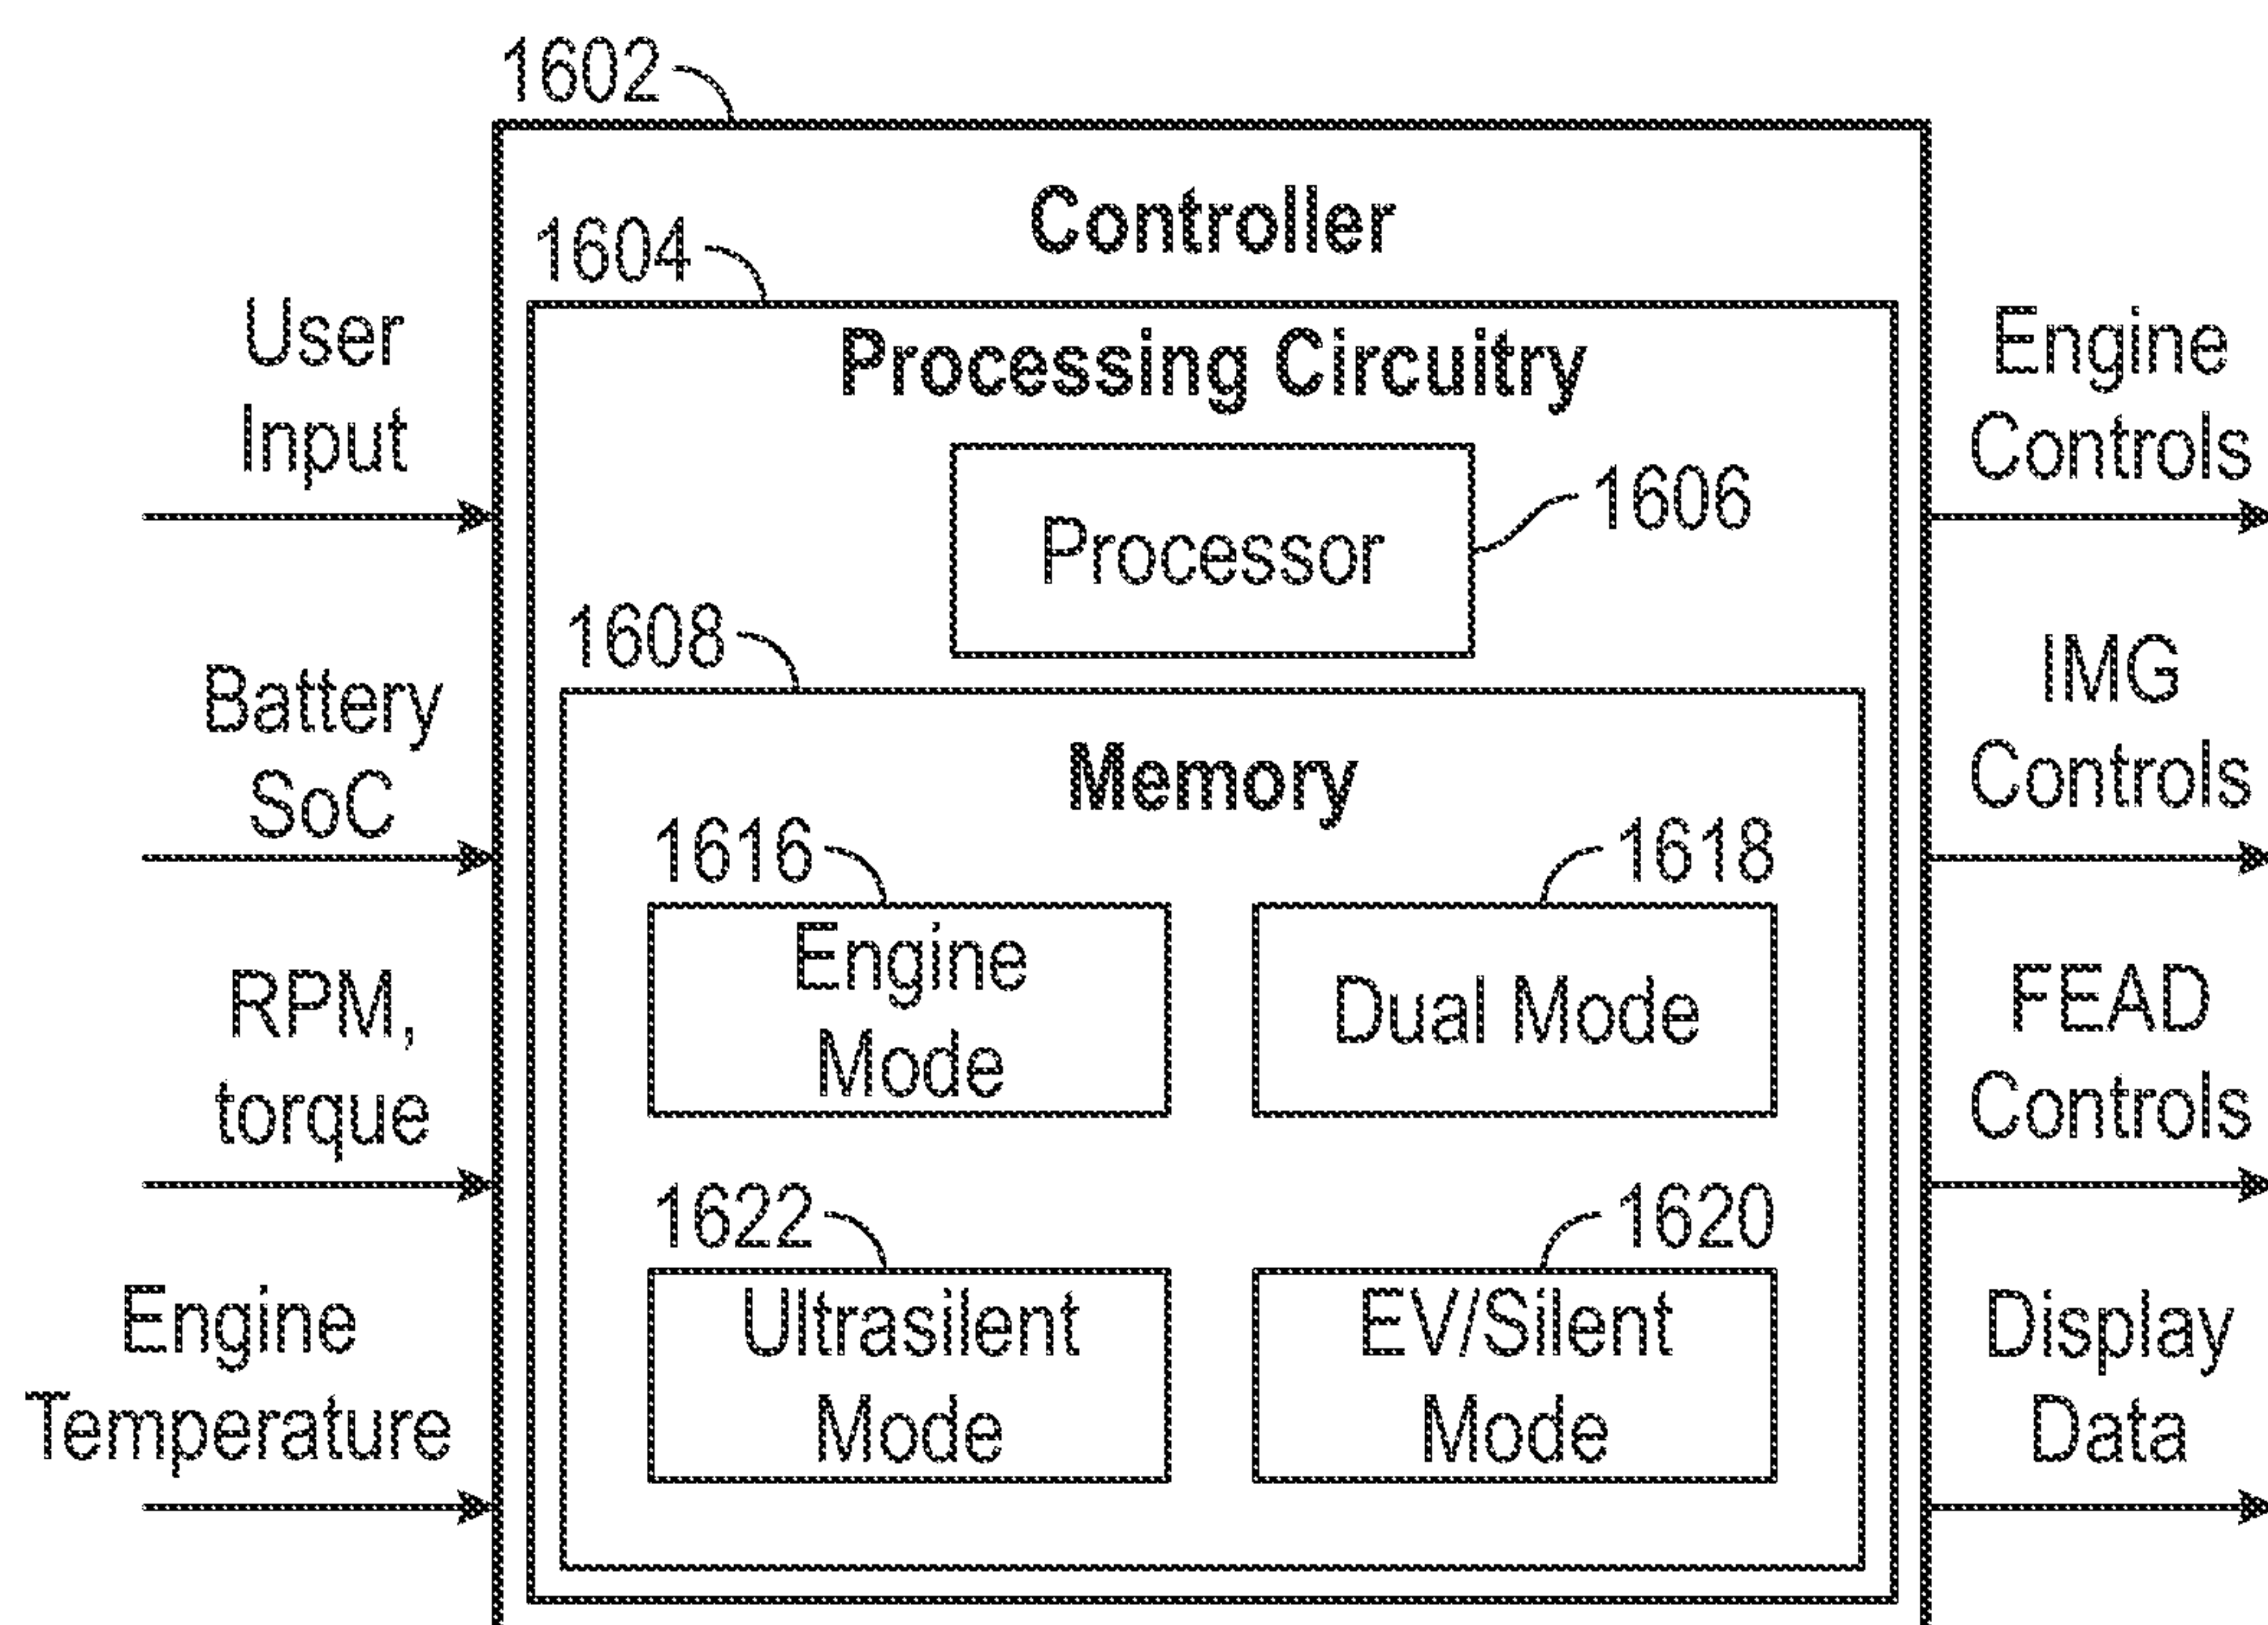 1602
Controller
1604
Processing Circuitry
User
Input
Engine
Controls
Processor
1606
1608
Battery
SoC
IMG
Controls
Memory
1616
1618
Engine
Mode
Dual Mode
RPM,
torque
FEAD
Controls
1622
1620
Ultrasilent
Mode
EV/Silent
Mode
Engine
Temperature
Display
Data